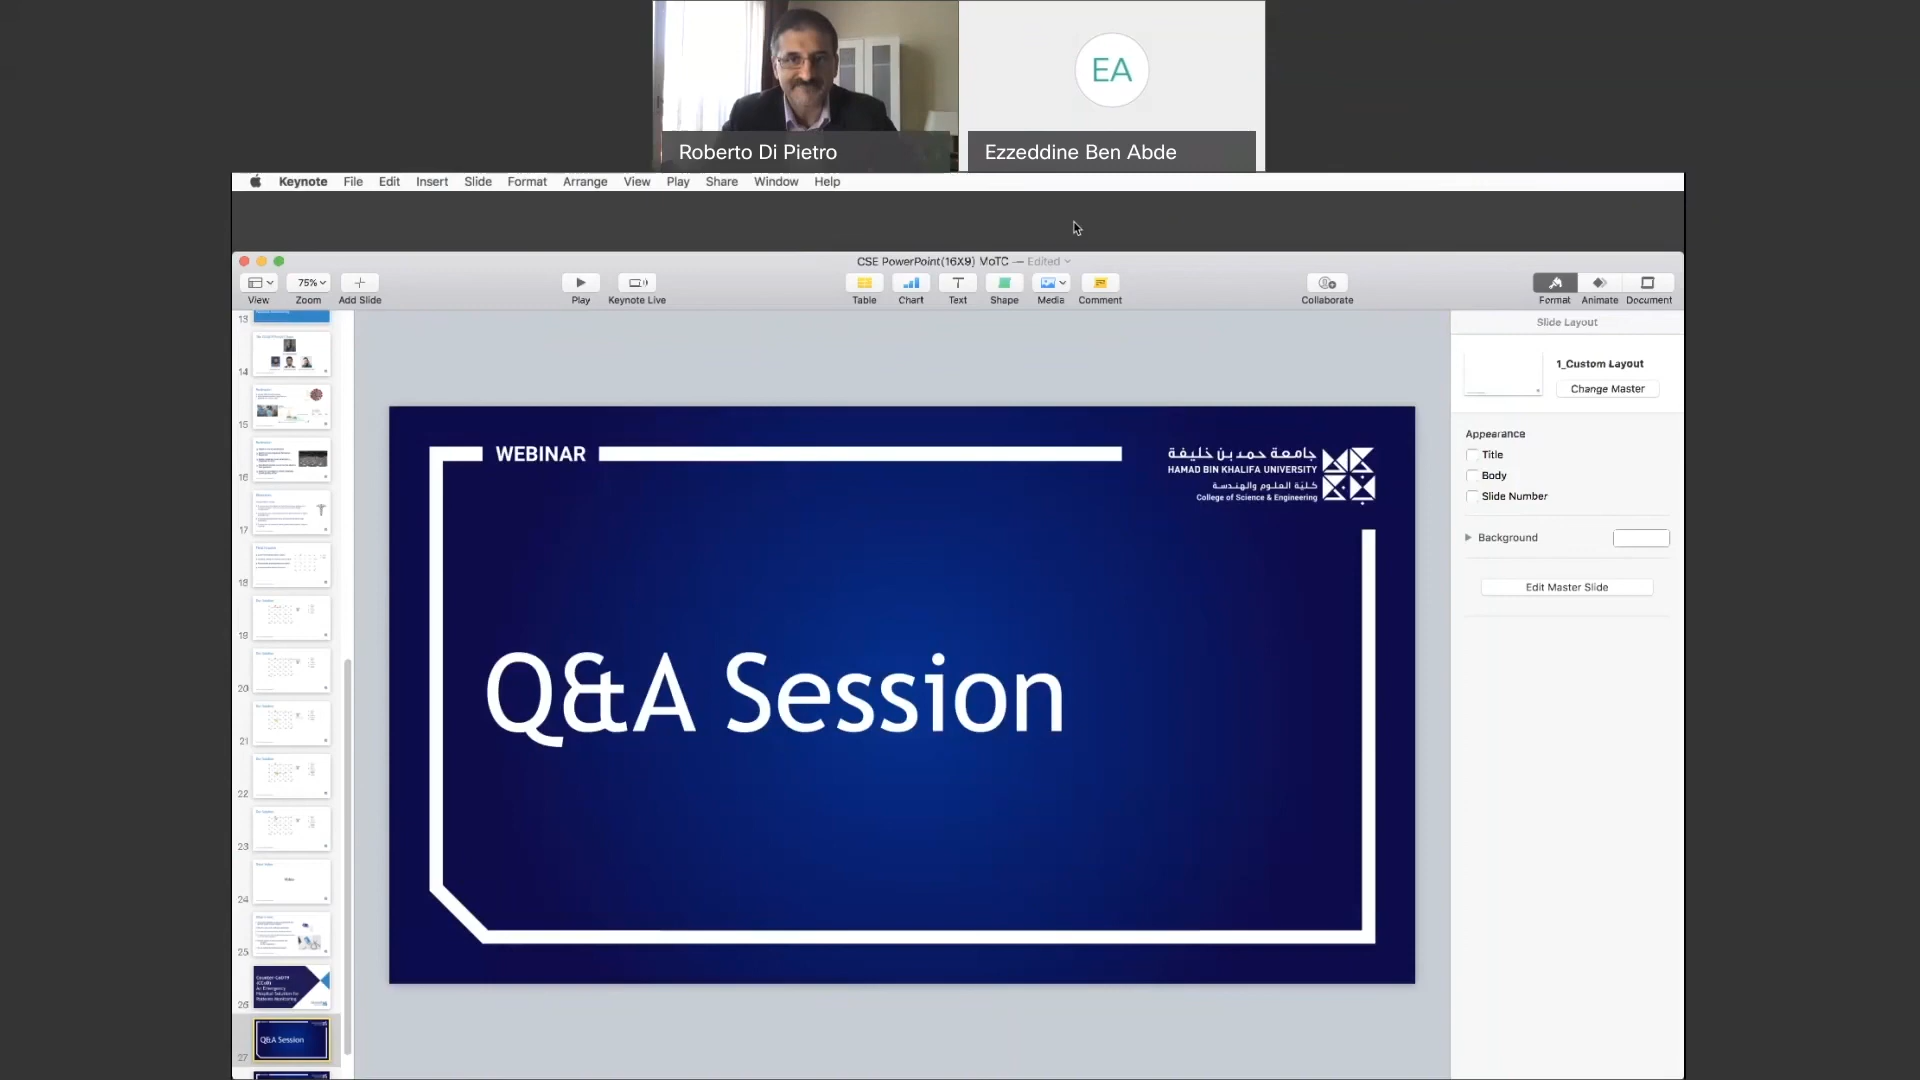 EA
Roberto Di Pietro
Ezzeddine Ben Abde
Keynote File Edit Insert Slide Format Arrange View Play Share Window Help
CSE PowerPoint(16X9) VoTC — Edited
75%
View Zoom Add Slide Play Keynote Live Table Chart Text Shape Media Comment Collaborate Format Animate Document
13
14
15
16
17
18
19
20
21
22
23
24
25
26
27
Q&A Session
WEBINAR
جامعة حمد بن خليفة
HAMAD BIN KHALIFA UNIVERSITY
كلية العلوم والهندسة
College of Science & Engineering
Q&A Session
Slide Layout
1_Custom Layout
Change Master
Appearance
Title
Body
Slide Number
Background
Edit Master Slide